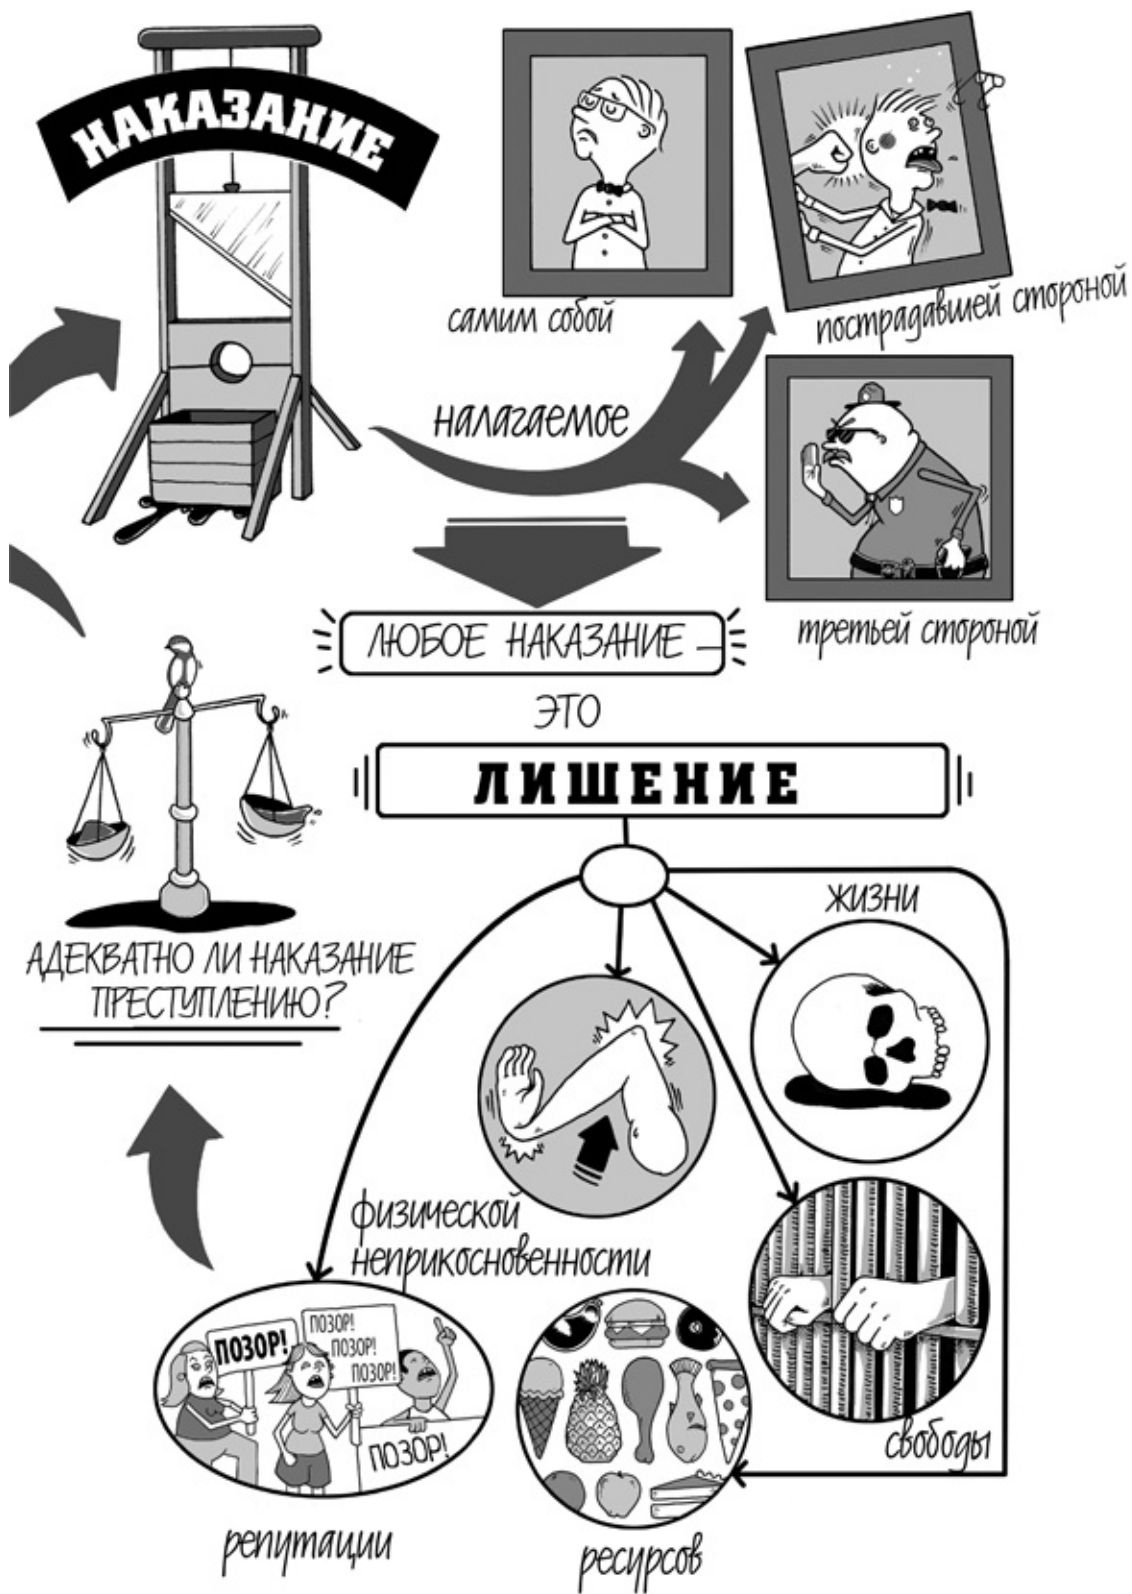 НАКАЗАНИЕ
самим собой
пострадавшей стороной
налагаемое
третьей стороной
ЛЮБОЕ НАКАЗАНИЕ –
ЭТО
ЛИШЕНИЕ
АДЕКВАТНО ЛИ НАКАЗАНИЕ
ПРЕСТУПЛЕНИЮ?
жизни
физической
неприкосновенности
свободы
ПОЗОР!
ПОЗОР!
ПОЗОР!
ПОЗОР!
ПОЗОР!
репутации
ресурсов